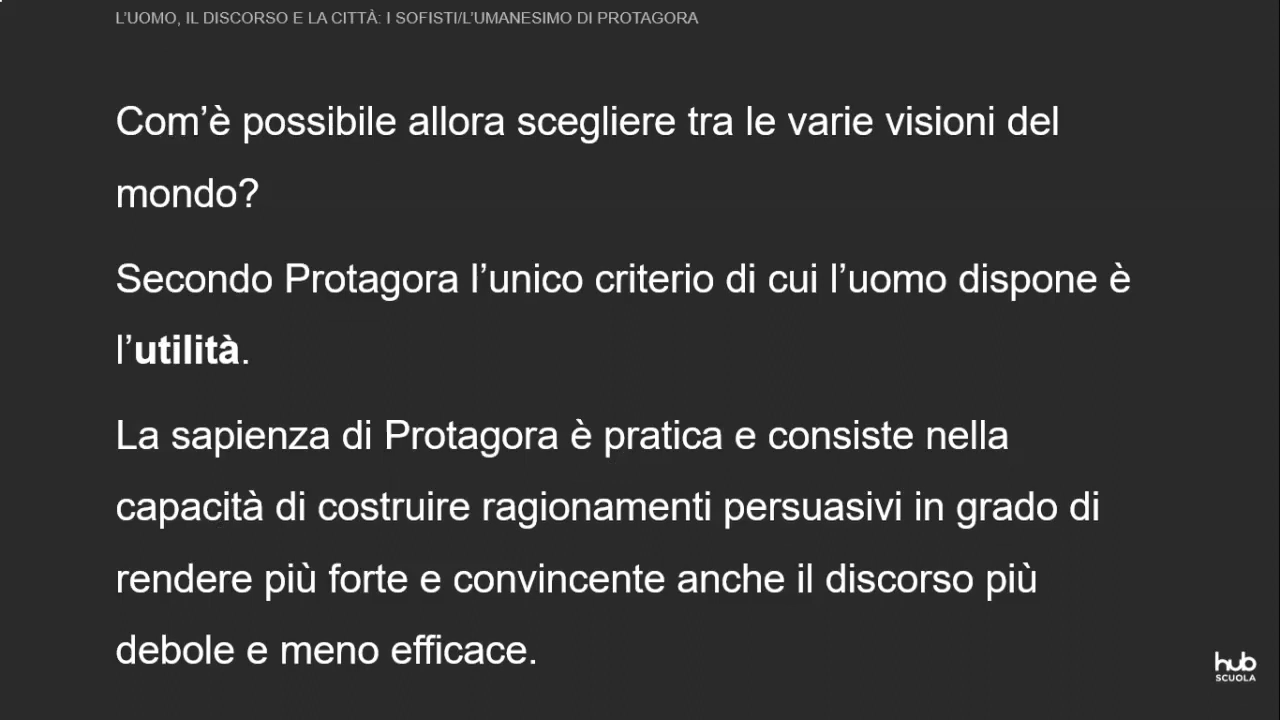 L’UOMO, IL DISCORSO E LA CITTÀ: I SOFISTI/L’UMANESIMO DI PROTAGORA
Com’è possibile allora scegliere tra le varie visioni del
mondo?
Secondo Protagora l’unico criterio di cui l’uomo dispone è
l’utilità.
La sapienza di Protagora è pratica e consiste nella
capacità di costruire ragionamenti persuasivi in grado di
rendere più forte e convincente anche il discorso più
debole e meno efficace.
hub
SCUOLA